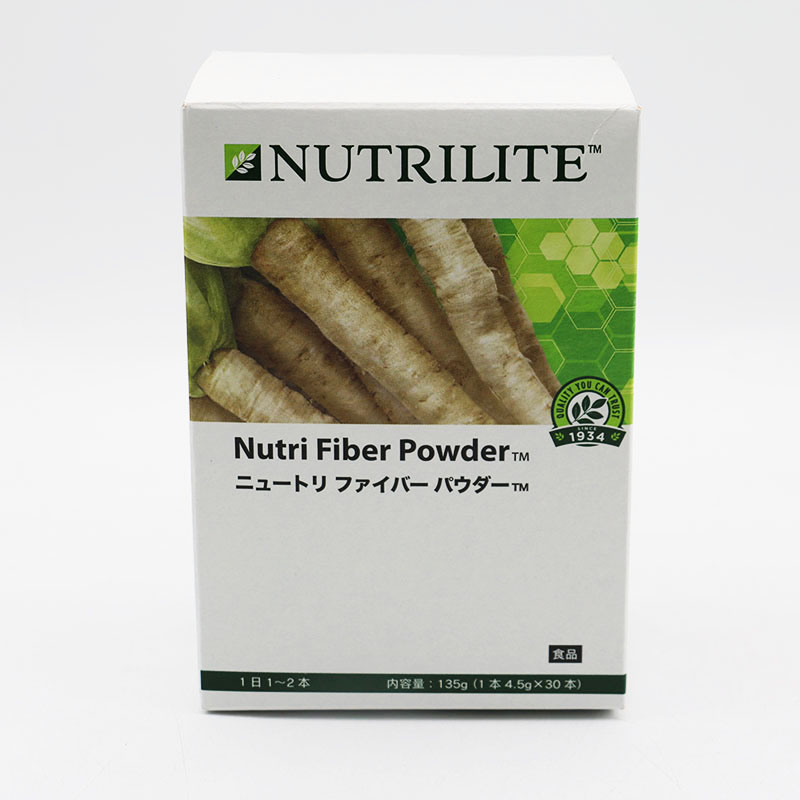 NUTRILITE™
QUALITY YOU CAN TRUST
SINCE
1934
Nutri Fiber Powder™
ニュートリ ファイバー パウダー™
食品
1日1～2本
内容量：135g（1本4.5g×30本）